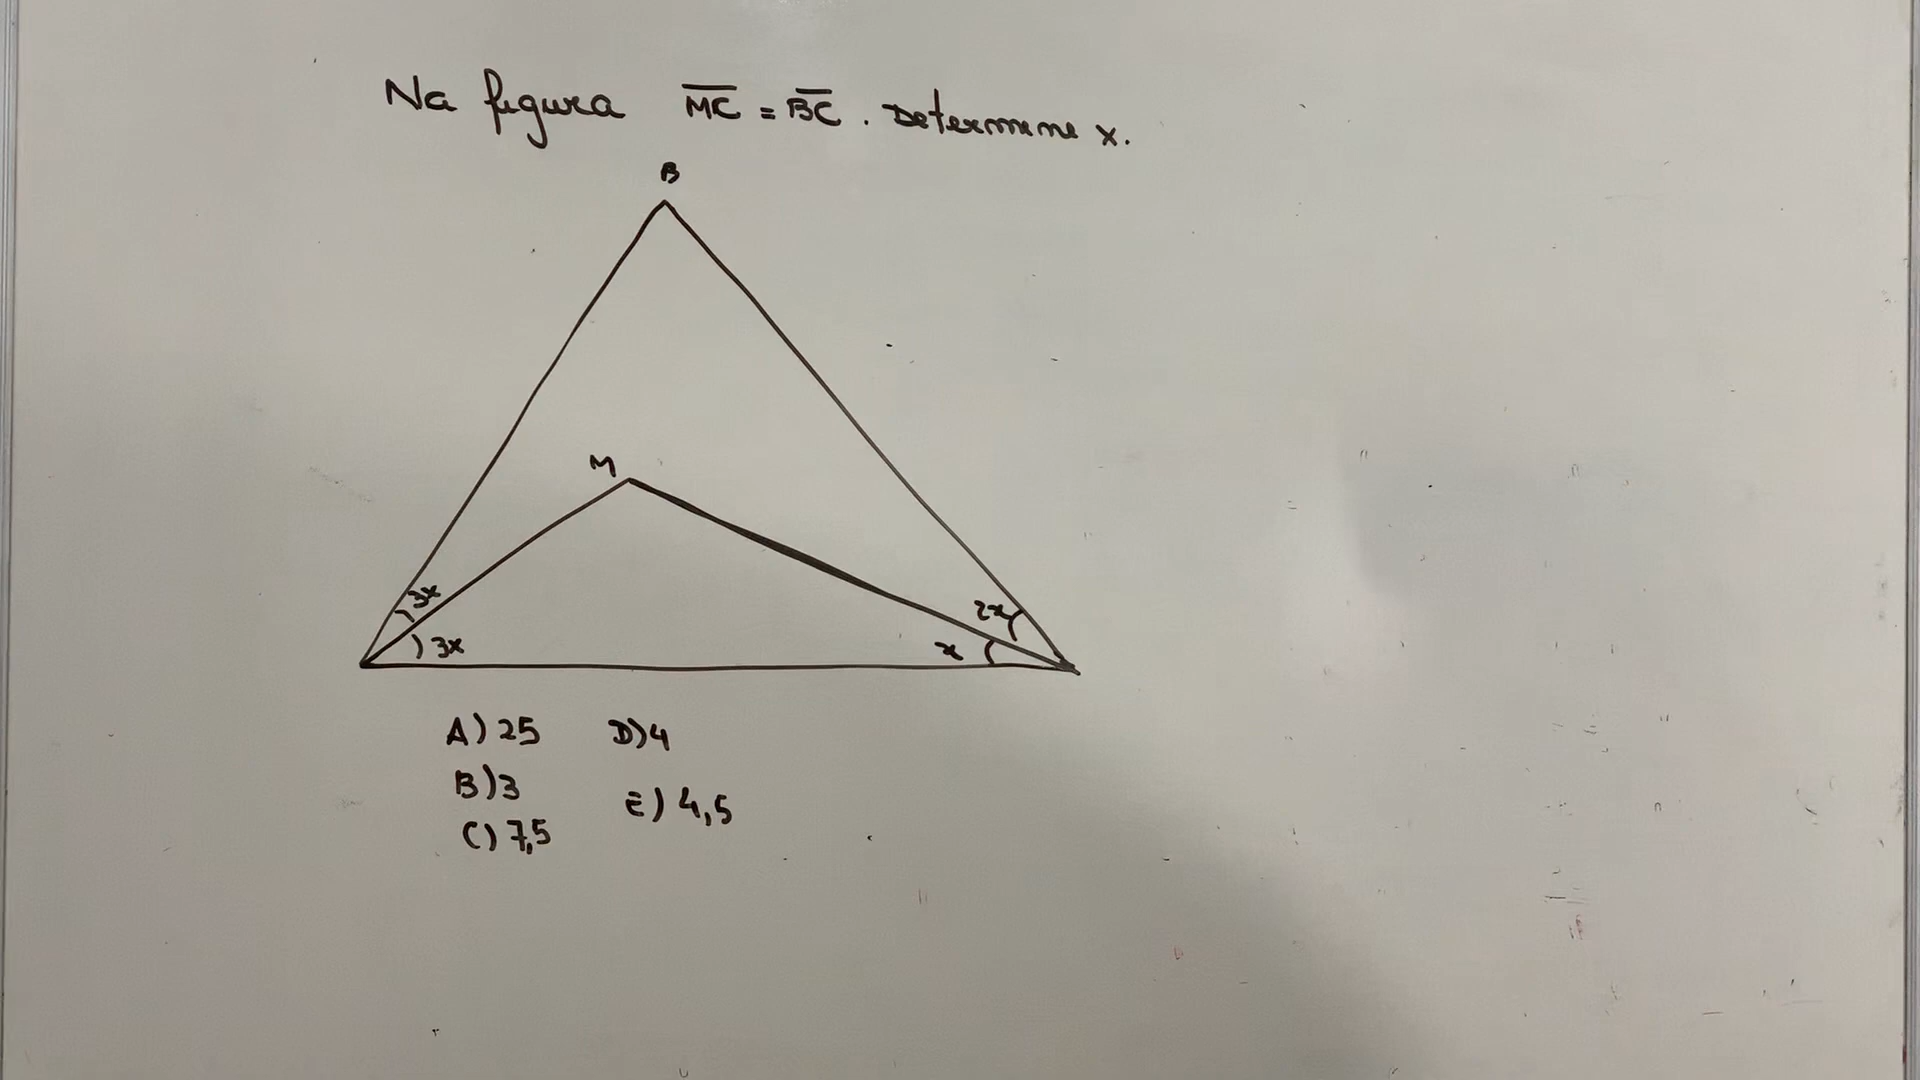 Na figura MC = BC. Determine x.
B
M
3x
2x
3x
x
A) 25 D) 4
B) 3
E) 4,5
C) 7,5